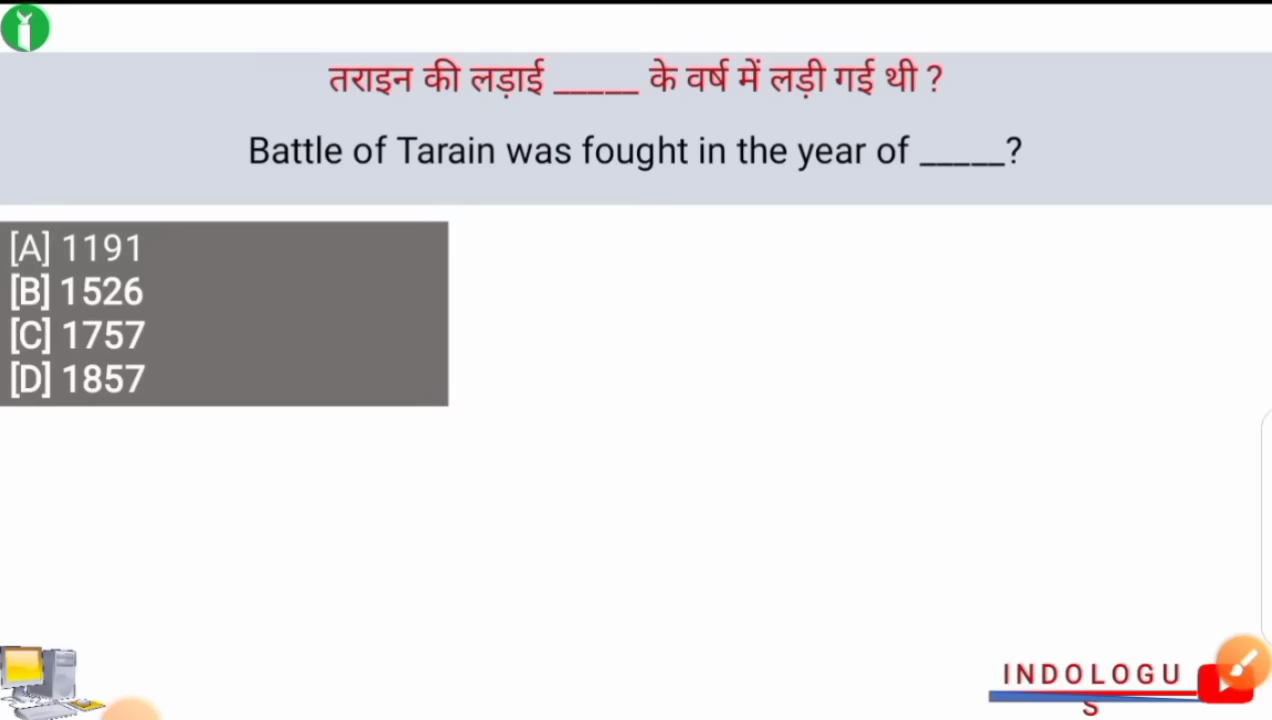 तराइन की लड़ाई _____ के वर्ष में लड़ी गई थी ?
Battle of Tarain was fought in the year of _____?
[A] 1191
[B] 1526
[C] 1757
[D] 1857
INDOLOGU
S